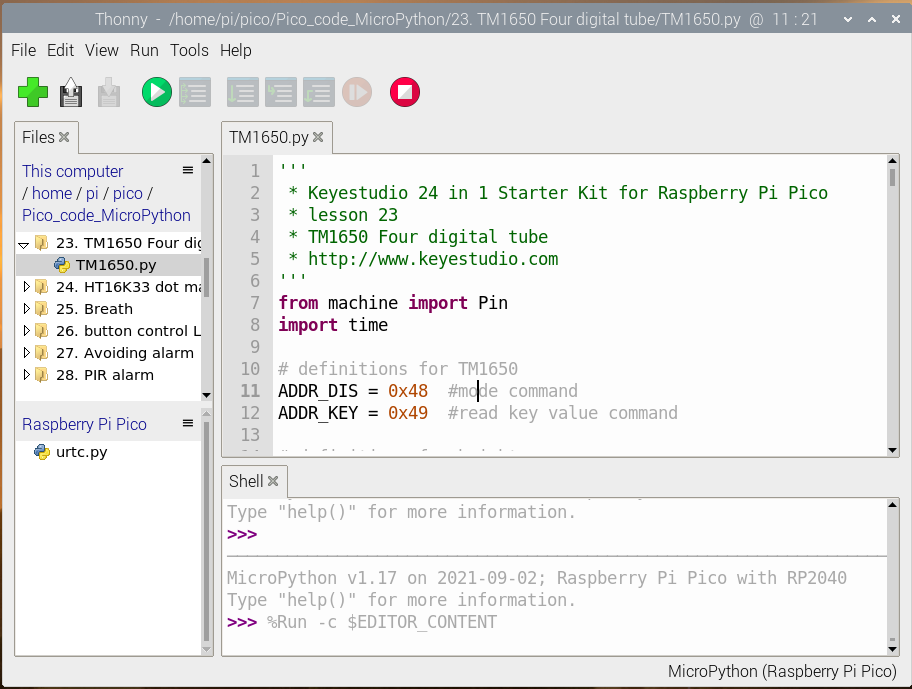 Thonny - /home/pi/pico/Pico_code_MicroPython/23. TM1650 Four digital tube/TM1650.py @ 11 : 21
File Edit View Run Tools Help
Files
This computer
/ home / pi / pico /
Pico_code_MicroPython
23. TM1650 Four dig
TM1650.py
24. HT16K33 dot ma
25. Breath
26. button control L
27. Avoiding alarm
28. PIR alarm
Raspberry Pi Pico
urtc.py
TM1650.py
1 '''
2 * Keyestudio 24 in 1 Starter Kit for Raspberry Pi Pico
3 * lesson 23
4 * TM1650 Four digital tube
5 * http://www.keyestudio.com
6 '''
7 from machine import Pin
8 import time
9
10 # definitions for TM1650
11 ADDR_DIS = 0x48 #mode command
12 ADDR_KEY = 0x49 #read key value command
13
Shell
Type "help()" for more information.
>>>
MicroPython v1.17 on 2021-09-02; Raspberry Pi Pico with RP2040
Type "help()" for more information.
>>> %Run -c $EDITOR_CONTENT
MicroPython (Raspberry Pi Pico)